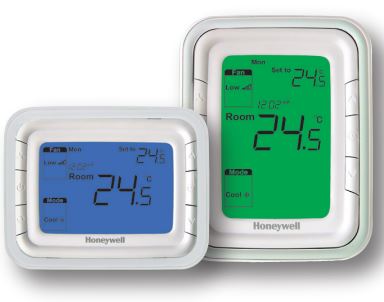 Fan Mon Set to 24.5 °C
Low
12:02
Room 24.5 °C
Mode
Cool
Honeywell
Mon
Fan Set to 24.5 °C
Low
12:02
Room 24.5 °C
Mode
Cool
Honeywell